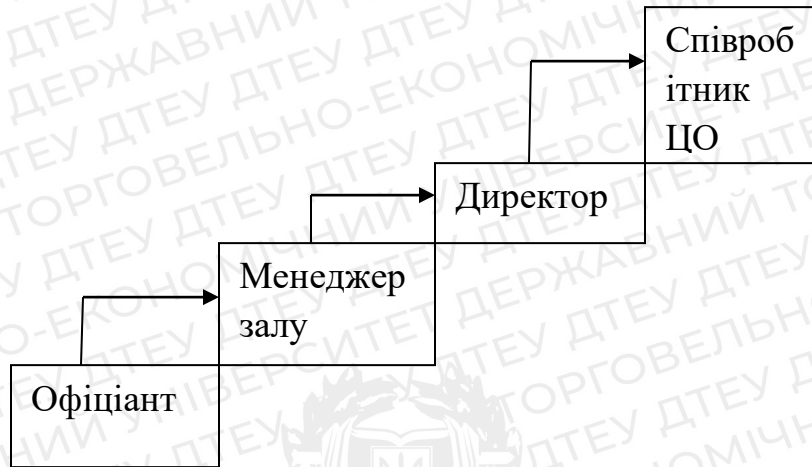 Співроб
ітник
ЦО
Директор
Менеджер
залу
Офіціант